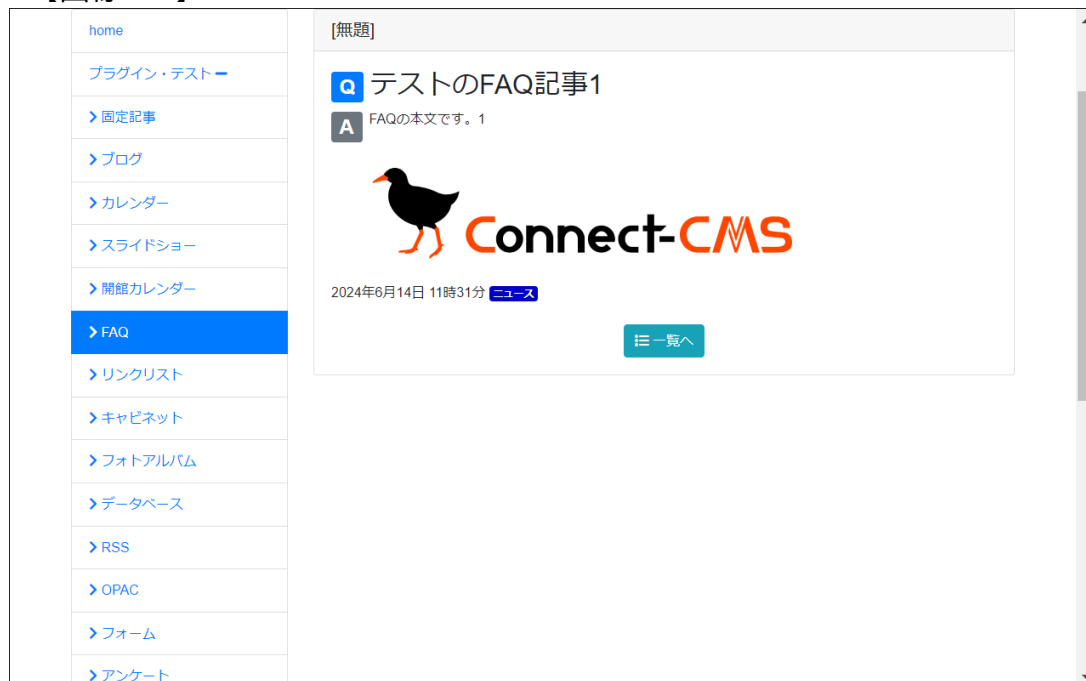 home
プラグイン・テスト
固定記事
ブログ
カレンダー
スライドショー
開館カレンダー
FAQ
リンクリスト
キャビネット
フォトアルバム
データベース
RSS
OPAC
フォーム
アンケート
[無題]
Q テストのFAQ記事1
A FAQの本文です。1
Connect-CMS
2024年6月14日 11時31分 ニュース
一覧へ